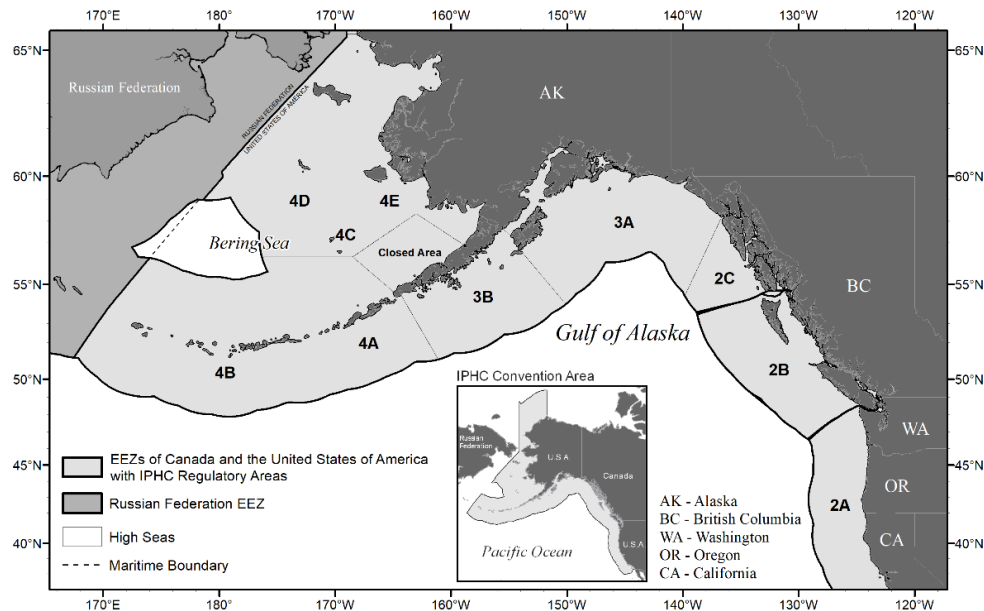 170°E 180° 170°W 160°W 150°W 140°W 130°W 120°W
65°N 65°N
Russian Federation
RUSSIAN FEDERATION
UNITED STATES OF AMERICA
AK
60°N 60°N
4D 4E 3A
Bering Sea 4C Closed Area
2C BC
55°N 55°N
3B
Gulf of Alaska
4A
4B 2B
50°N 50°N
IPHC Convention Area
Russian
Federation
U.S.A.
Canada
U.S.A.
Pacific Ocean
WA
45°N 45°N
OR
2A
CA
40°N 40°N
EEZs of Canada and the United States of America
with IPHC Regulatory Areas
Russian Federation EEZ
High Seas
Maritime Boundary
AK - Alaska
BC - British Columbia
WA - Washington
OR - Oregon
CA - California
170°E 180° 170°W 160°W 150°W 140°W 130°W 120°W